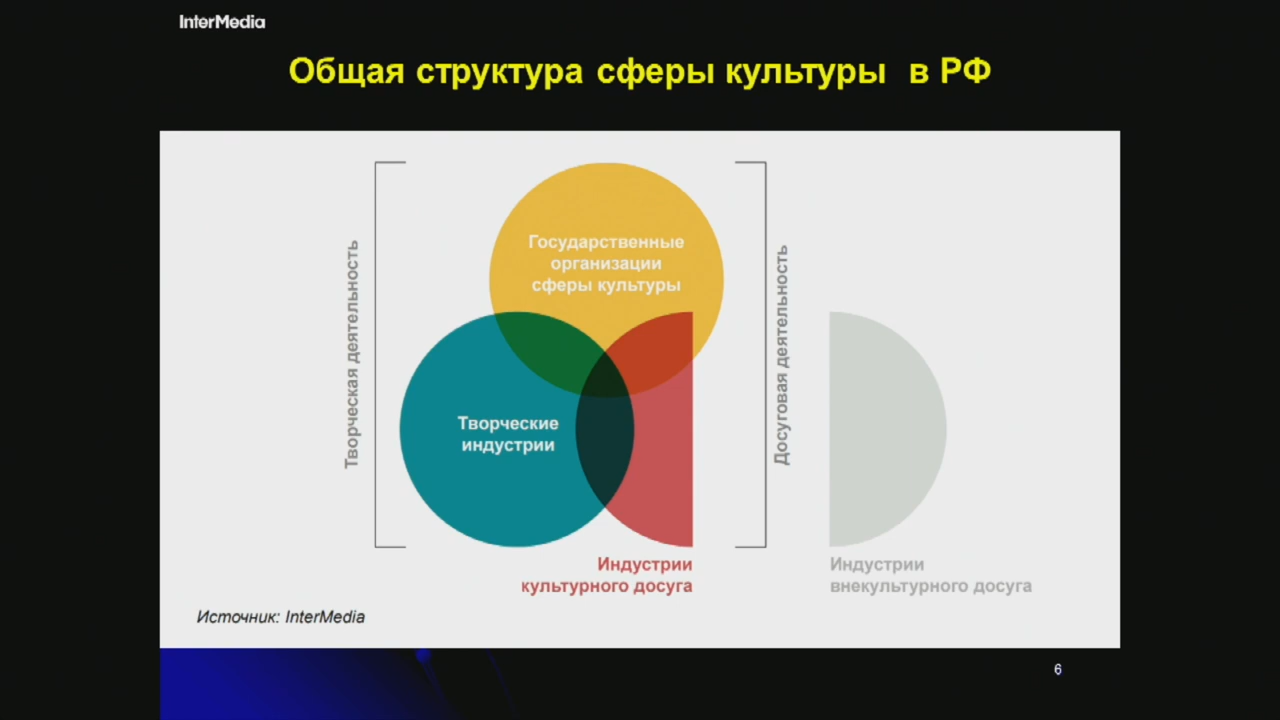 InterMedia
Общая структура сферы культуры в РФ
Творческая деятельность
Государственные
организации
сферы культуры
Досуговая деятельность
Творческие
индустрии
Индустрии
культурного досуга
Индустрии
внекультурного досуга
Источник: InterMedia
6